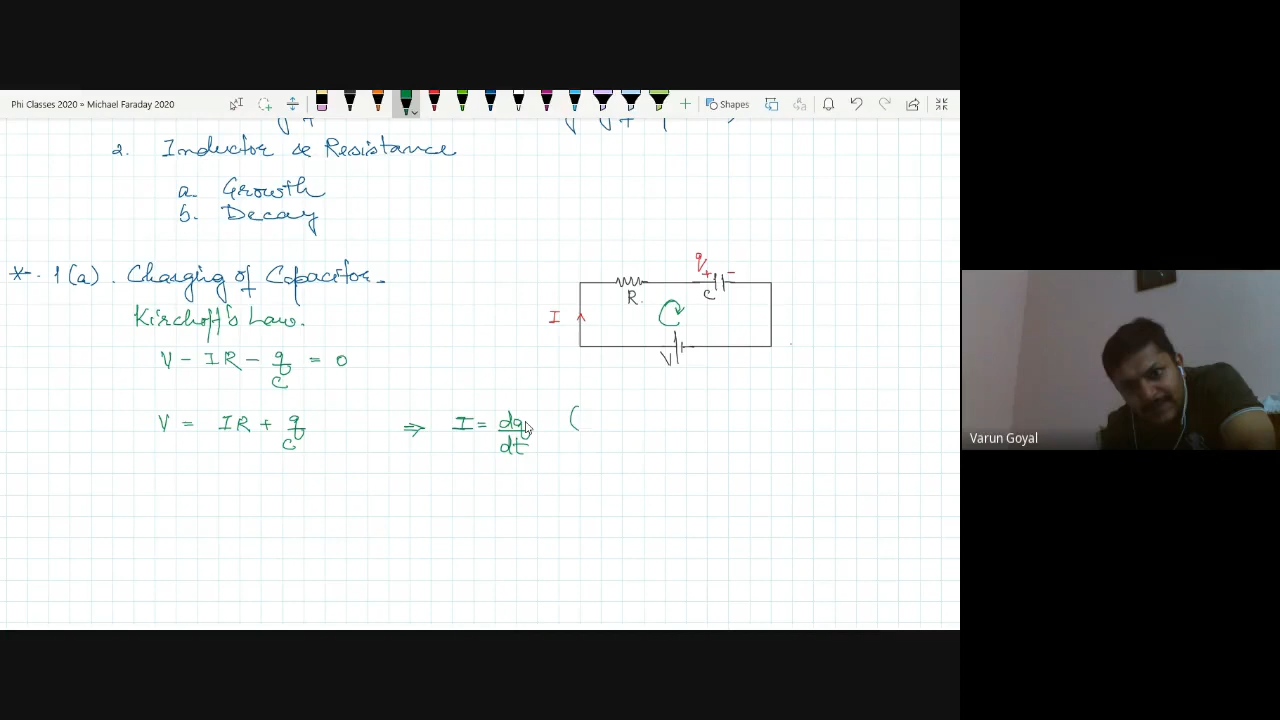 Phi Classes 2020 » Michael Faraday 2020
Shapes
2. Inductor & Resistance
a. Growth
b. Decay
*. 1(a). Charging of Capacitor.
Kirchoff's Law.
V - IR - q/C = 0
V = IR + q/C ⇒ I = dq/dt (
q
+ -
R.
C
I
V
Varun Goyal